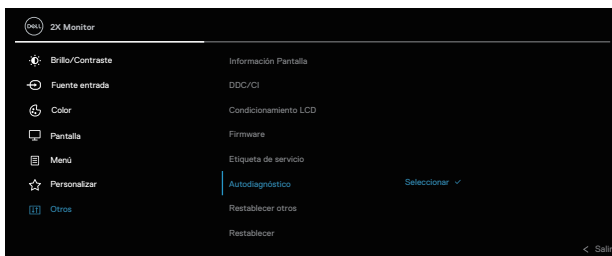 DELL 2X Monitor
Brillo/Contraste
Información Pantalla
Fuente entrada
DDC/CI
Color
Condicionamiento LCD
Pantalla
Firmware
Menú
Etiqueta de servicio
Personalizar
Autodiagnóstico Seleccionar
Otros
Restablecer otros
Restablecer
Salir